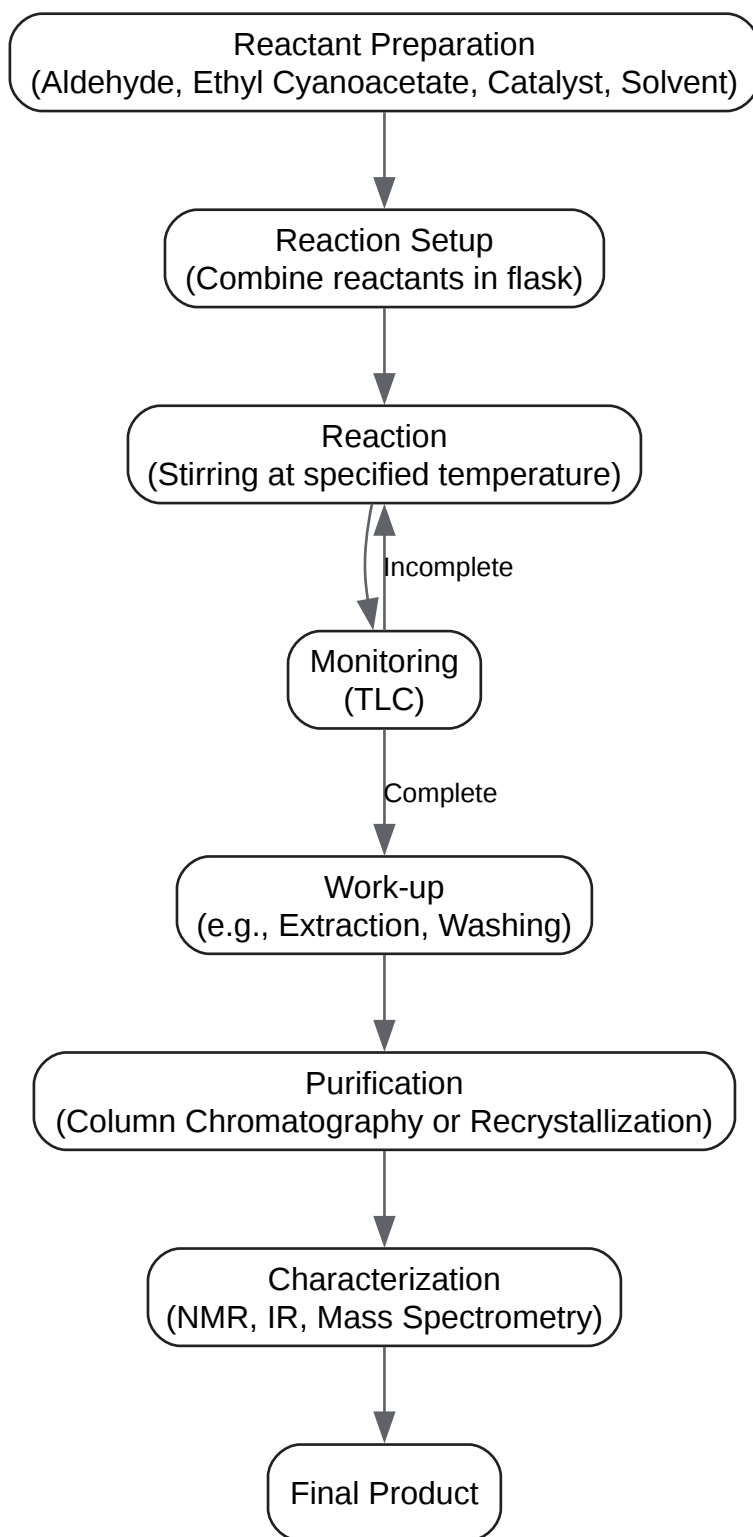 Reactant Preparation
(Aldehyde, Ethyl Cyanoacetate, Catalyst, Solvent)
Reaction Setup
(Combine reactants in flask)
Reaction
(Stirring at specified temperature)
Incomplete
Monitoring
(TLC)
Complete
Work-up
(e.g., Extraction, Washing)
Purification
(Column Chromatography or Recrystallization)
Characterization
(NMR, IR, Mass Spectrometry)
Final Product